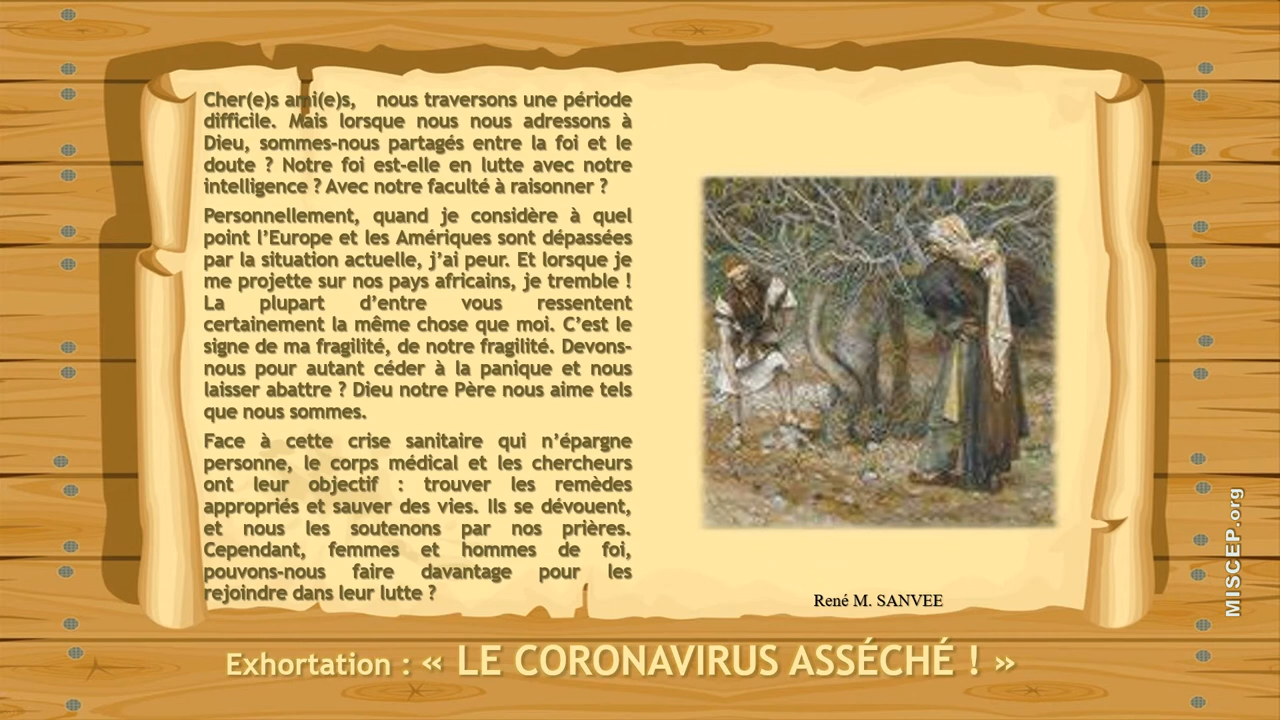 Cher(e)s ami(e)s, nous traversons une période
difficile. Mais lorsque nous nous adressons à
Dieu, sommes-nous partagés entre la foi et le
doute ? Notre foi est-elle en lutte avec notre
intelligence ? Avec notre faculté à raisonner ?
Personnellement, quand je considère à quel
point l’Europe et les Amériques sont dépassées
par la situation actuelle, j’ai peur. Et lorsque je
me projette sur nos pays africains, je tremble !
La plupart d’entre vous ressentent
certainement la même chose que moi. C’est le
signe de ma fragilité, de notre fragilité. Devons-
nous pour autant céder à la panique et nous
laisser abattre ? Dieu notre Père nous aime tels
que nous sommes.
Face à cette crise sanitaire qui n’épargne
personne, le corps médical et les chercheurs
ont leur objectif : trouver les remèdes
appropriés et sauver des vies. Ils se dévouent,
et nous les soutenons par nos prières.
Cependant, femmes et hommes de foi,
pouvons-nous faire davantage pour les
rejoindre dans leur lutte ?
René M. SANVEE
MISCEP.org
Exhortation : « LE CORONAVIRUS ASSÉCHÉ ! »